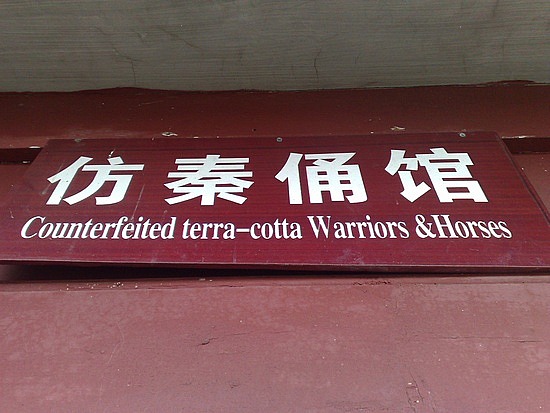 仿秦俑馆
Counterfeited terra-cotta Warriors &Horses